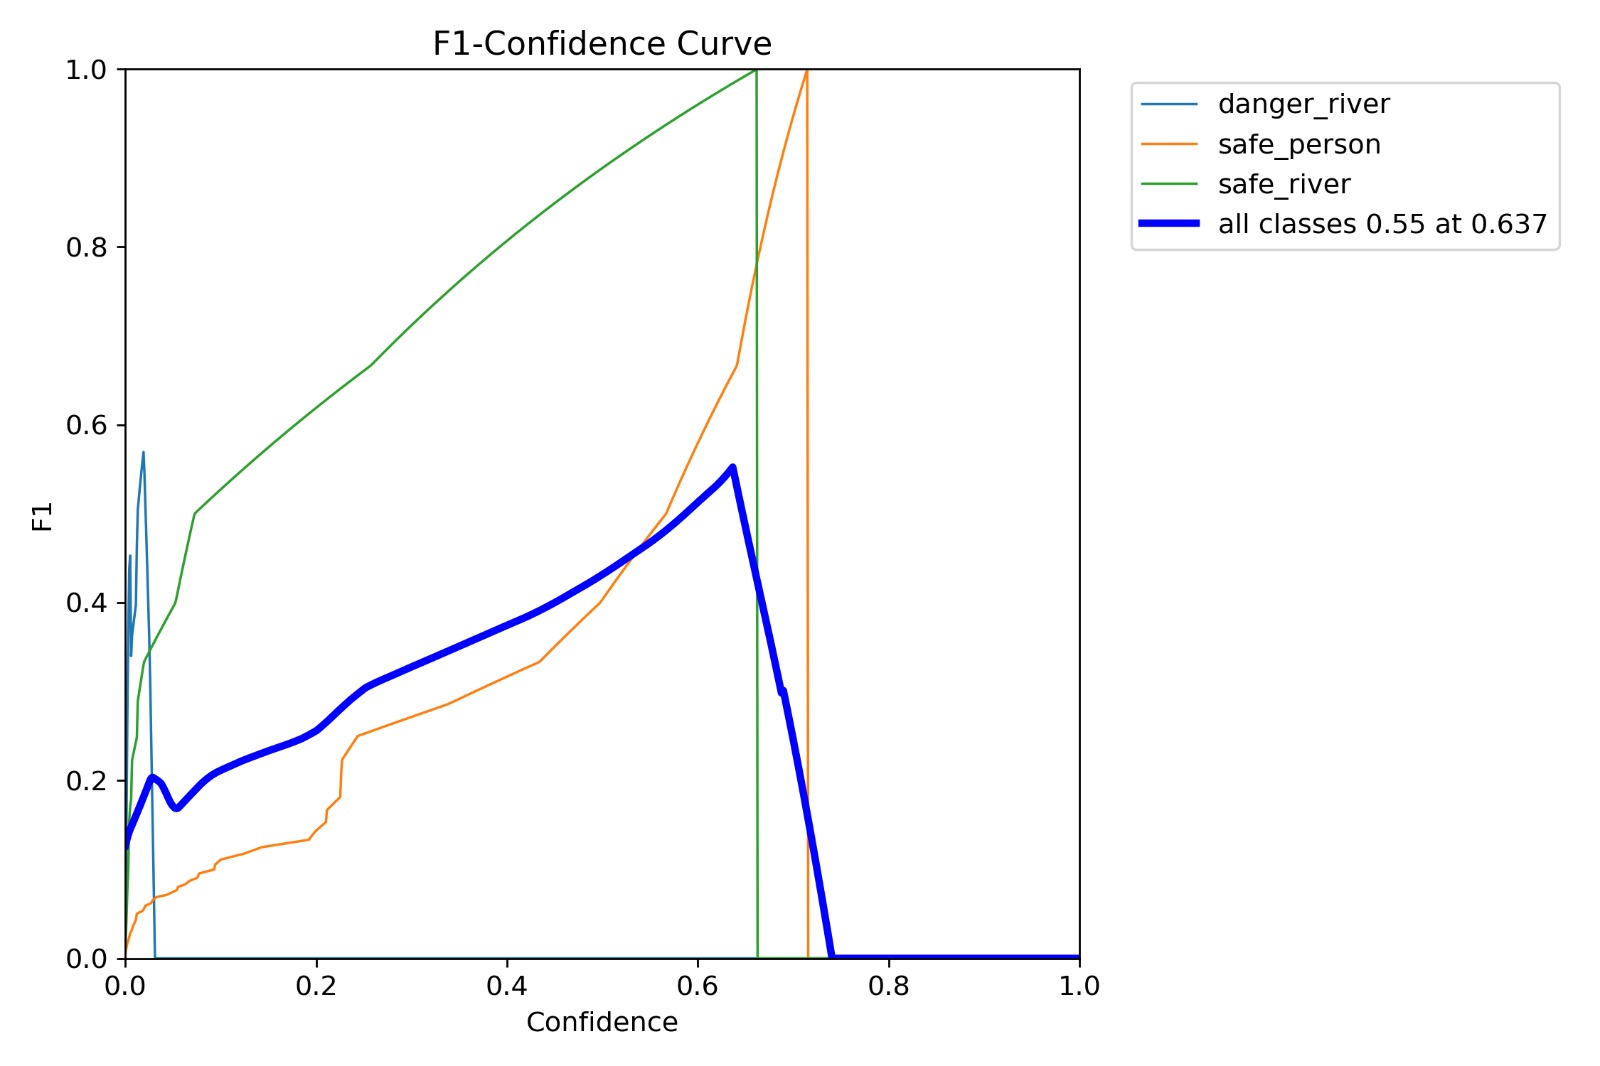 F1-Confidence Curve
danger_river
safe_person
safe_river
all classes 0.55 at 0.637
1.0
0.8
0.6
0.4
0.2
0.0
F1
0.0 0.2 0.4 0.6 0.8 1.0
Confidence